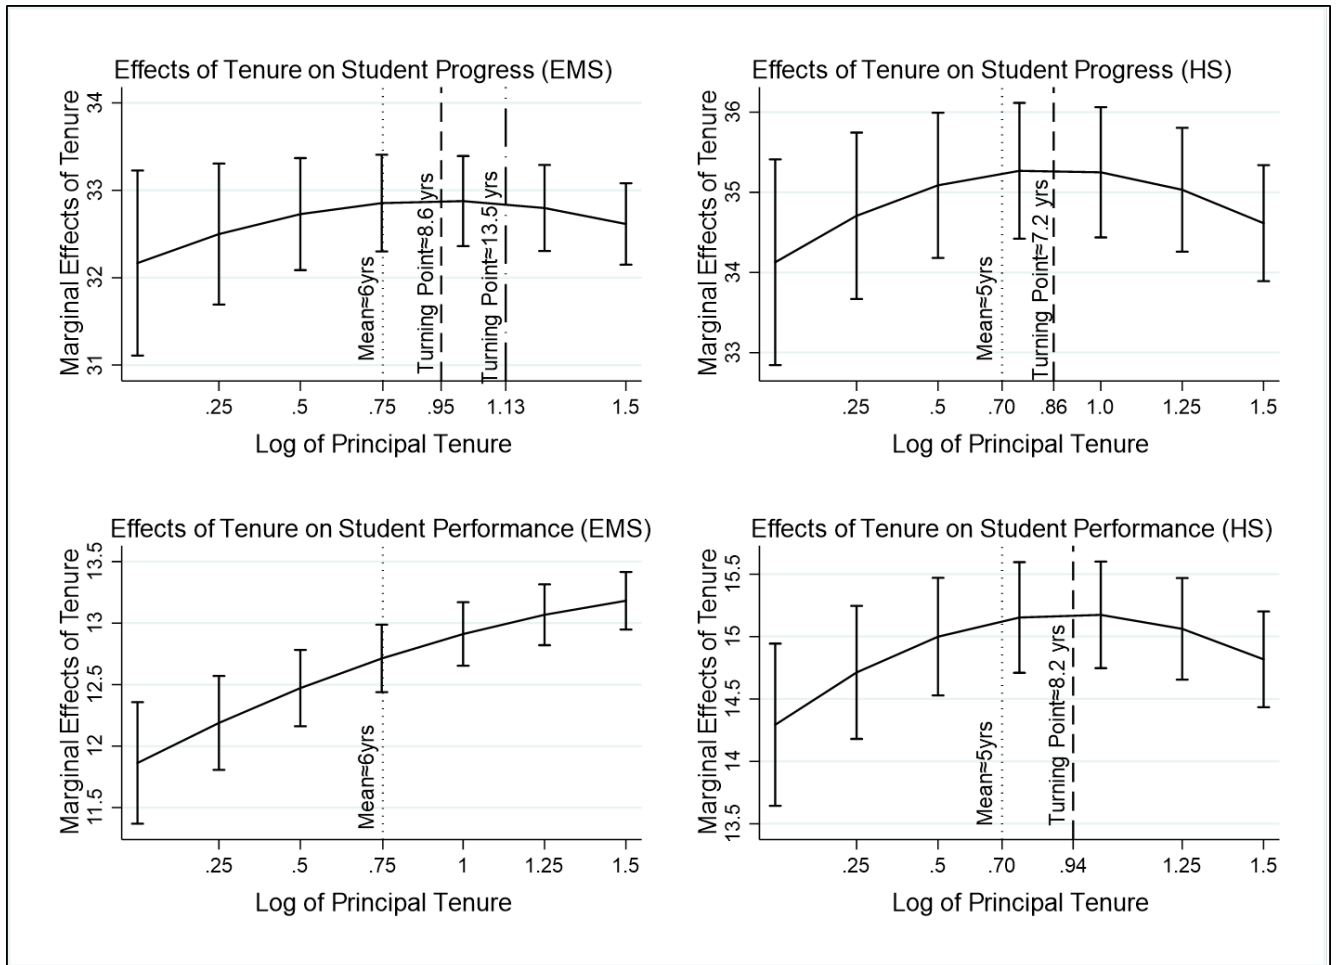 Effects of Tenure on Student Progress (EMS)
Marginal Effects of Tenure
34
33
32
31
Mean≈6yrs
Turning Point≈8.6 yrs
Turning Point≈13.5 yrs
.25 .5 .75 .95 1.13 1.5
Log of Principal Tenure
Effects of Tenure on Student Progress (HS)
Marginal Effects of Tenure
36
35
34
33
Mean≈5yrs
Turning Point≈7.2 yrs
.25 .5 .70 .86 1.0 1.25 1.5
Log of Principal Tenure
Effects of Tenure on Student Performance (EMS)
Marginal Effects of Tenure
13.5
13
12.5
12
11.5
Mean≈6yrs
.25 .5 .75 1 1.25 1.5
Log of Principal Tenure
Effects of Tenure on Student Performance (HS)
Marginal Effects of Tenure
15.5
15
14.5
14
13.5
Mean≈5yrs
Turning Point≈8.2 yrs
.25 .5 .70 .94 1.25 1.5
Log of Principal Tenure